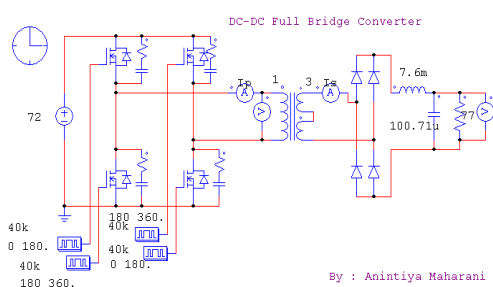 DC-DC Full Bridge Converter
Ip
1
3
Is
7.6m
72
100.71u
77
180 360.
40k
40k
0 180.
40k
0 180.
40k
180 360.
By : Anintiya Maharani